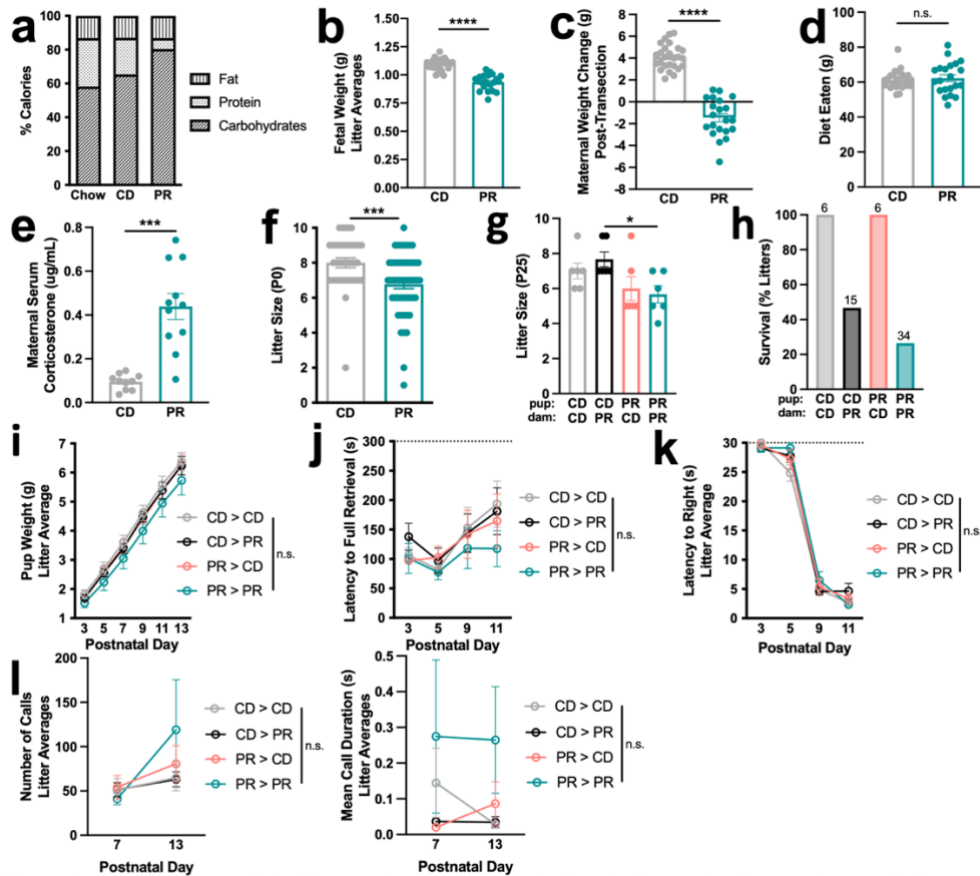 a
% Calories
100
80
60
40
20
0
Chow CD PR
Fat
Protein
Carbohydrates
b
Fetal Weight (g)
Litter Averages
1.50
1.25
1.00
0.75
0.50
0.25
0.00
****
CD PR
c
Maternal Weight Change (g)
Post-Transection
8
6
4
2
0
-2
-4
-6
-8
****
CD PR
d
Diet Eaten (g)
100
80
60
40
20
0
n.s.
CD PR
e
Maternal Serum
Corticosterone (ug/mL)
0.8
0.6
0.4
0.2
0.0
***
CD PR
f
Litter Size (P0)
10
8
6
4
2
0
***
CD PR
g
Litter Size (P25)
10
8
6
4
2
0
*
pup: CD CD PR PR
dam: CD PR CD PR
h
Survival (% Litters)
100
80
60
40
20
0
6 15 6 34
pup: CD CD PR PR
dam: CD PR CD PR
i
Pup Weight (g)
Litter Average
7
6
5
4
3
2
1
3 5 7 9 11 13
Postnatal Day
CD > CD
CD > PR
PR > CD
PR > PR
n.s.
j
Latency to Full Retrieval (s)
300
250
200
150
100
50
0
3 5 9 11
Postnatal Day
CD > CD
CD > PR
PR > CD
PR > PR
n.s.
k
Latency to Right (s)
Litter Average
30
25
20
15
10
5
0
3 5 9 11
Postnatal Day
CD > CD
CD > PR
PR > CD
PR > PR
n.s.
l
Number of Calls
Litter Averages
200
150
100
50
0
7 13
Postnatal Day
CD > CD
CD > PR
PR > CD
PR > PR
n.s.
Mean Call Duration (s)
Litter Averages
0.5
0.4
0.3
0.2
0.1
0.0
7 13
Postnatal Day
CD > CD
CD > PR
PR > CD
PR > PR
n.s.